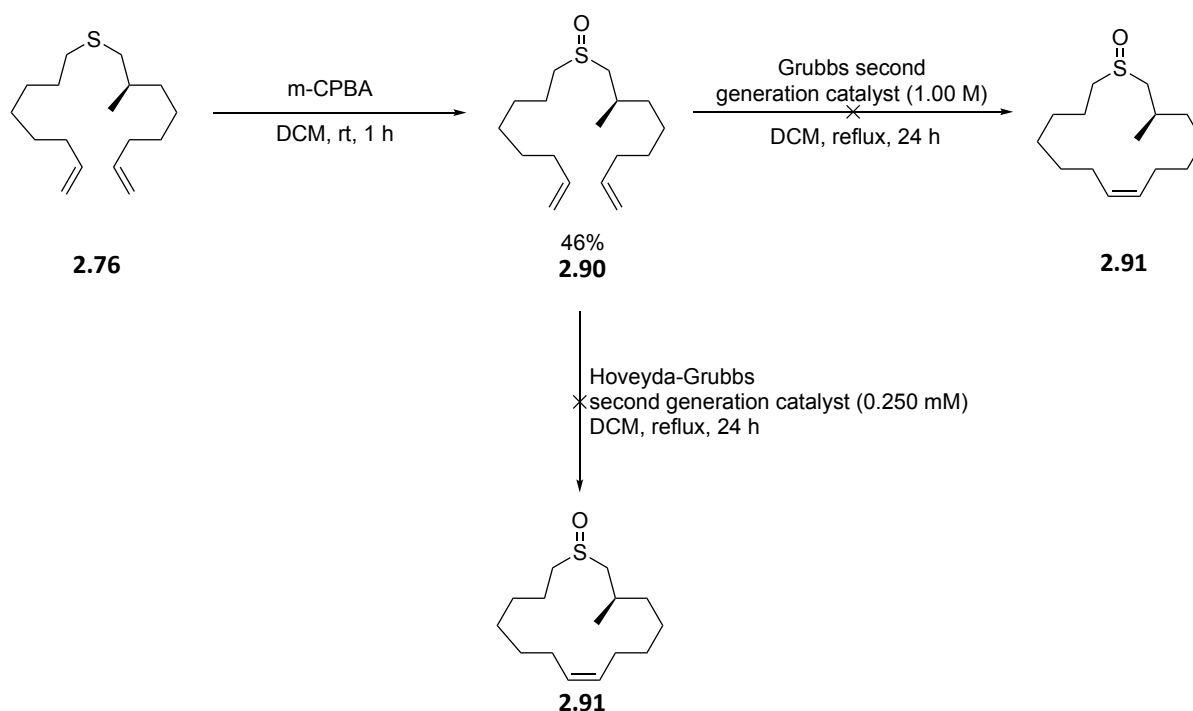 S
m-CPBA
DCM, rt, 1 h
2.76
O
S
46%
2.90
Grubbs second
generation catalyst (1.00 M)
DCM, reflux, 24 h
O
S
2.91
Hoveyda-Grubbs
second generation catalyst (0.250 mM)
DCM, reflux, 24 h
O
S
2.91